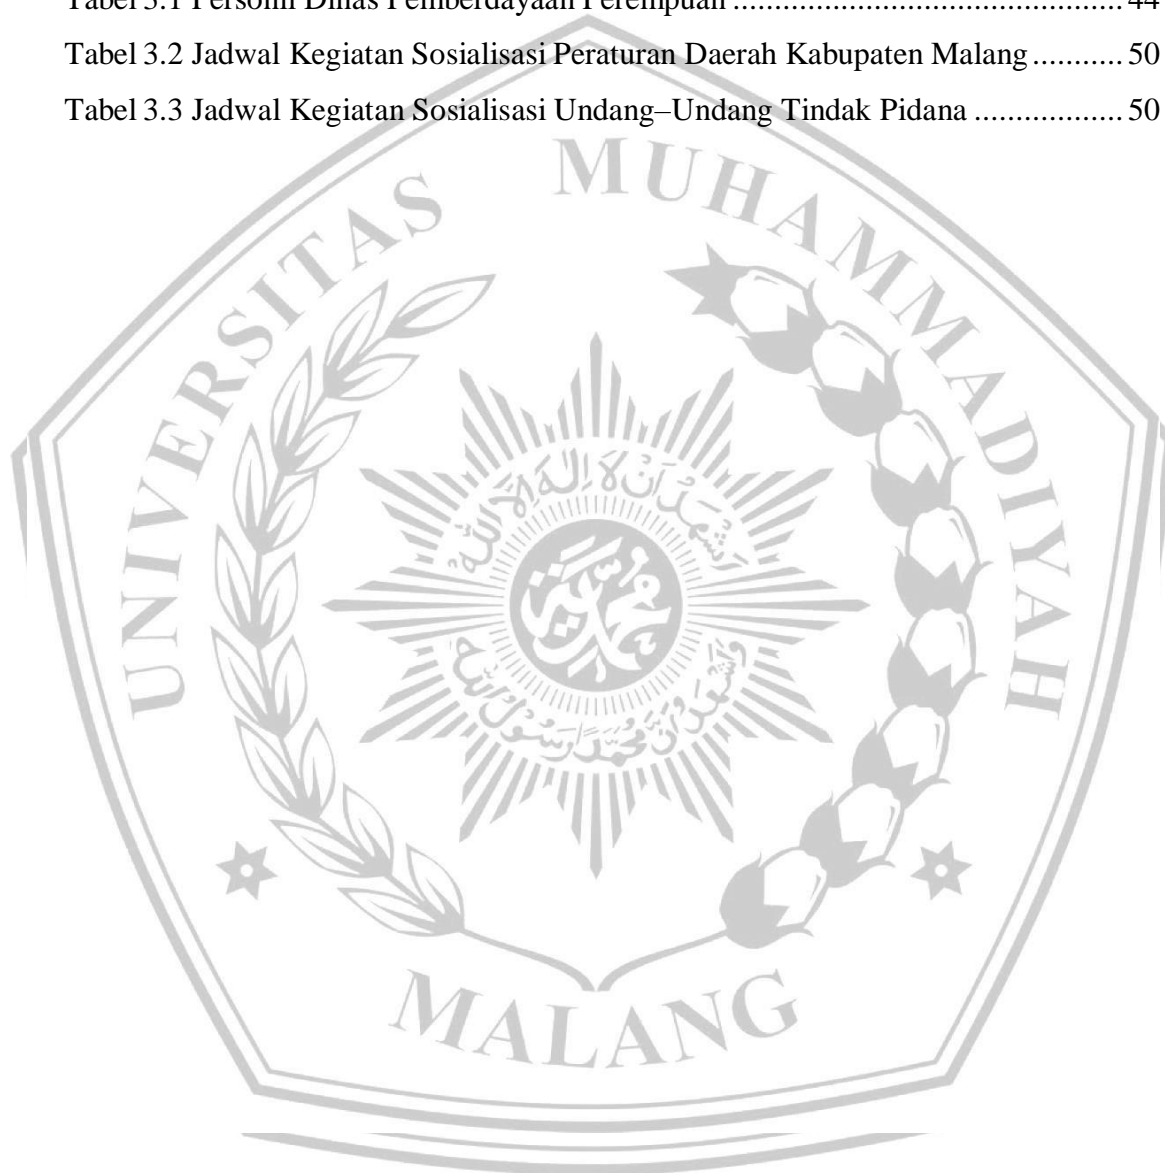 Tabel 3.1 Personil Dinas Pemberdayaan Perempuan ............................................... 44
Tabel 3.2 Jadwal Kegiatan Sosialisasi Peraturan Daerah Kabupaten Malang ........... 50
Tabel 3.3 Jadwal Kegiatan Sosialisasi Undang–Undang Tindak Pidana .................. 50
UNIVERSITAS MUHAMMADIYAH
MALANG